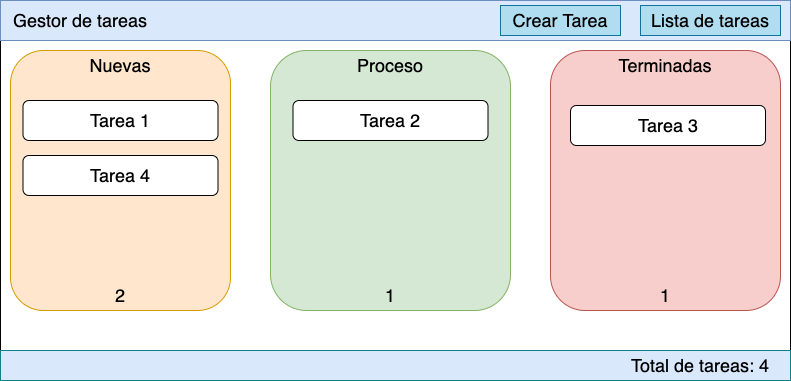 Gestor de tareas
Crear Tarea
Lista de tareas
Nuevas
Tarea 1
Tarea 4
2
Proceso
Tarea 2
1
Terminadas
Tarea 3
1
Total de tareas: 4